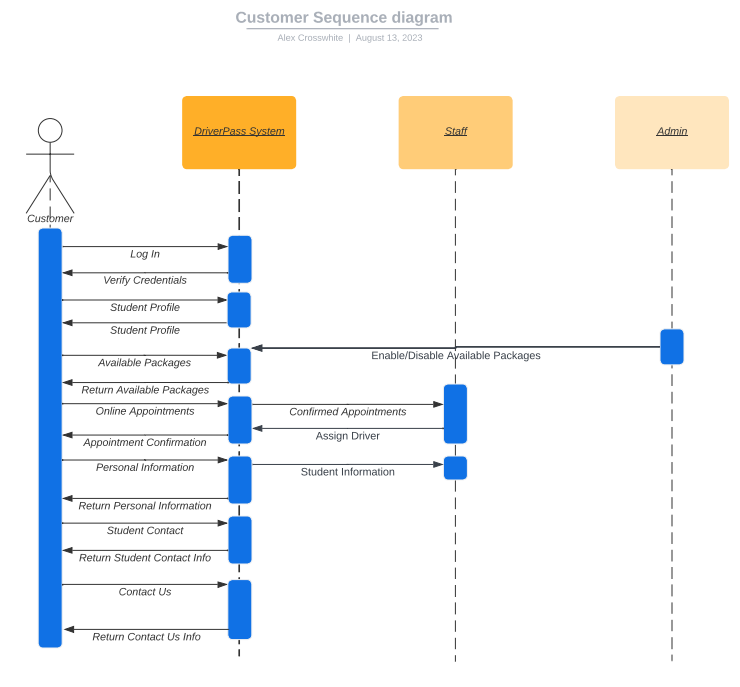 Customer Sequence diagram
Alex Crosswhite | August 13, 2023
DriverPass System
Staff
Admin
Customer
Log In
Verify Credentials
Student Profile
Student Profile
Enable/Disable Available Packages
Available Packages
Return Available Packages
Online Appointments
Confirmed Appointments
Assign Driver
Appointment Confirmation
Personal Information
Student Information
Return Personal Information
Student Contact
Return Student Contact Info
Contact Us
Return Contact Us Info